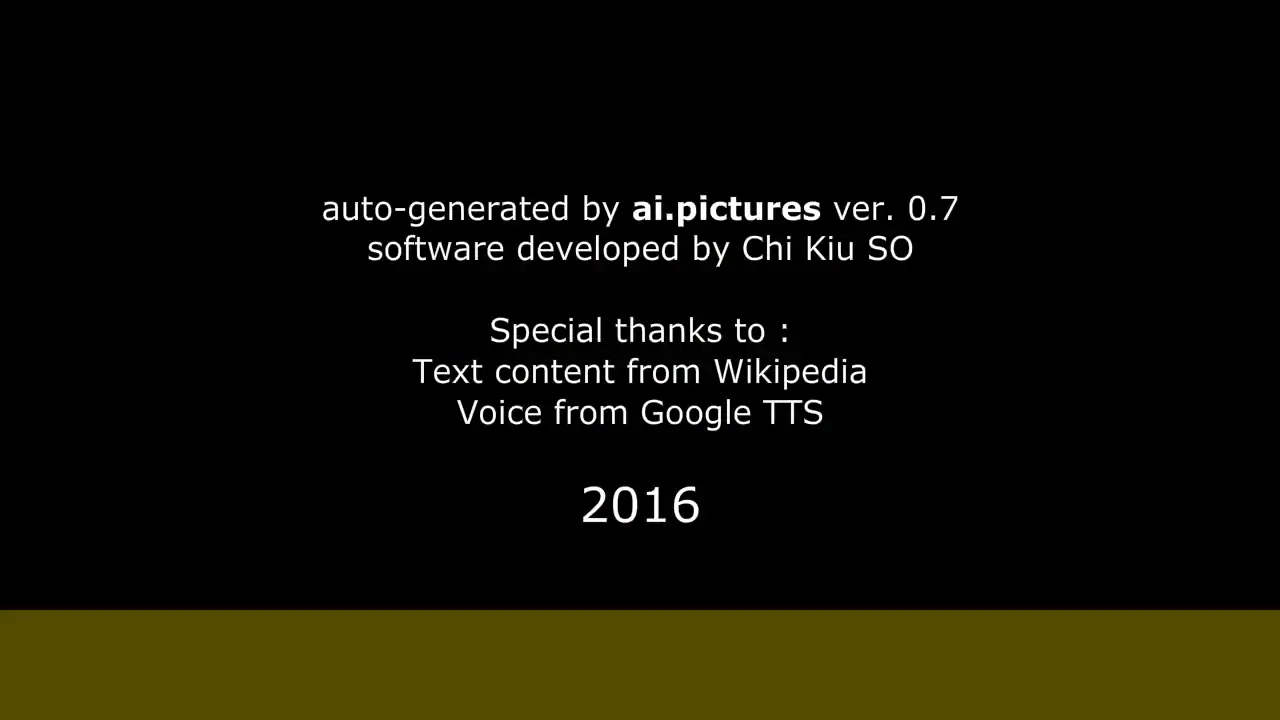 auto-generated by ai.pictures ver. 0.7
software developed by Chi Kiu SO
Special thanks to :
Text content from Wikipedia
Voice from Google TTS
2016